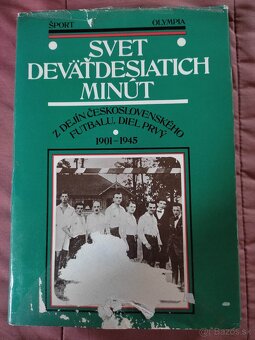 ŠPORT OLYMPIA
SVET
DEVÄŤDESIATICH
MINÚT
Z DEJÍN ČESKOSLOVENSKÉHO
FUTBALU. DIEL PRVÝ
1901–1945